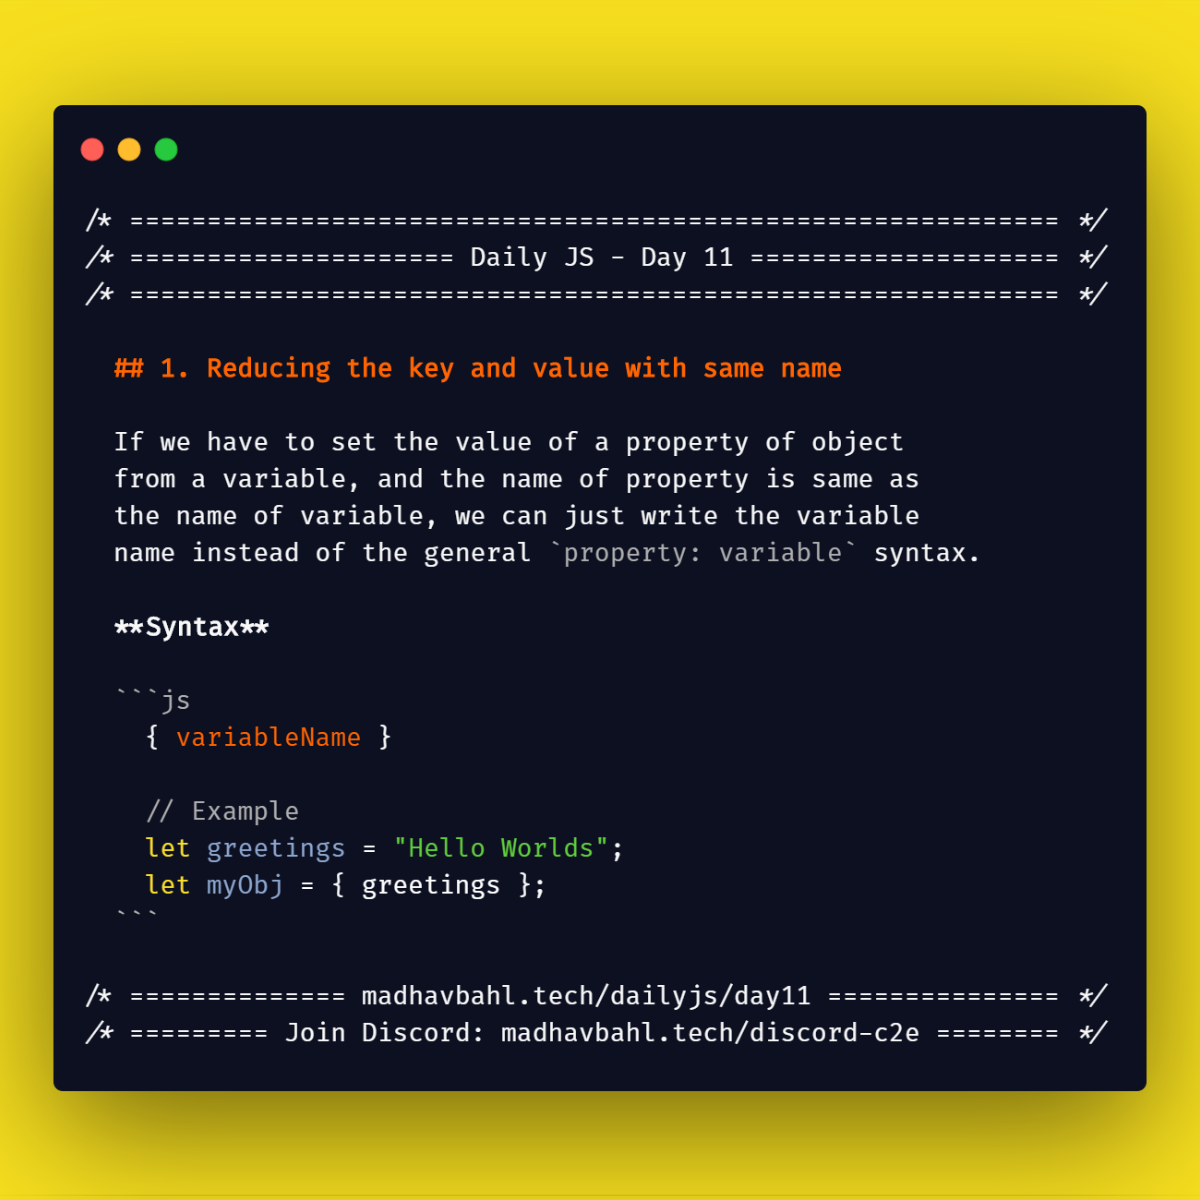 /* ============================================================ */
/* ===================== Daily JS - Day 11 ==================== */
/* ============================================================ */
## 1. Reducing the key and value with same name
If we have to set the value of a property of object
from a variable, and the name of property is same as
the name of variable, we can just write the variable
name instead of the general `property: variable` syntax.
**Syntax**
```js
{ variableName }
// Example
let greetings = "Hello Worlds";
let myObj = { greetings };
```
/* ============== madhavbahl.tech/dailyjs/day11 =============== */
/* ========= Join Discord: madhavbahl.tech/discord-c2e ======== */